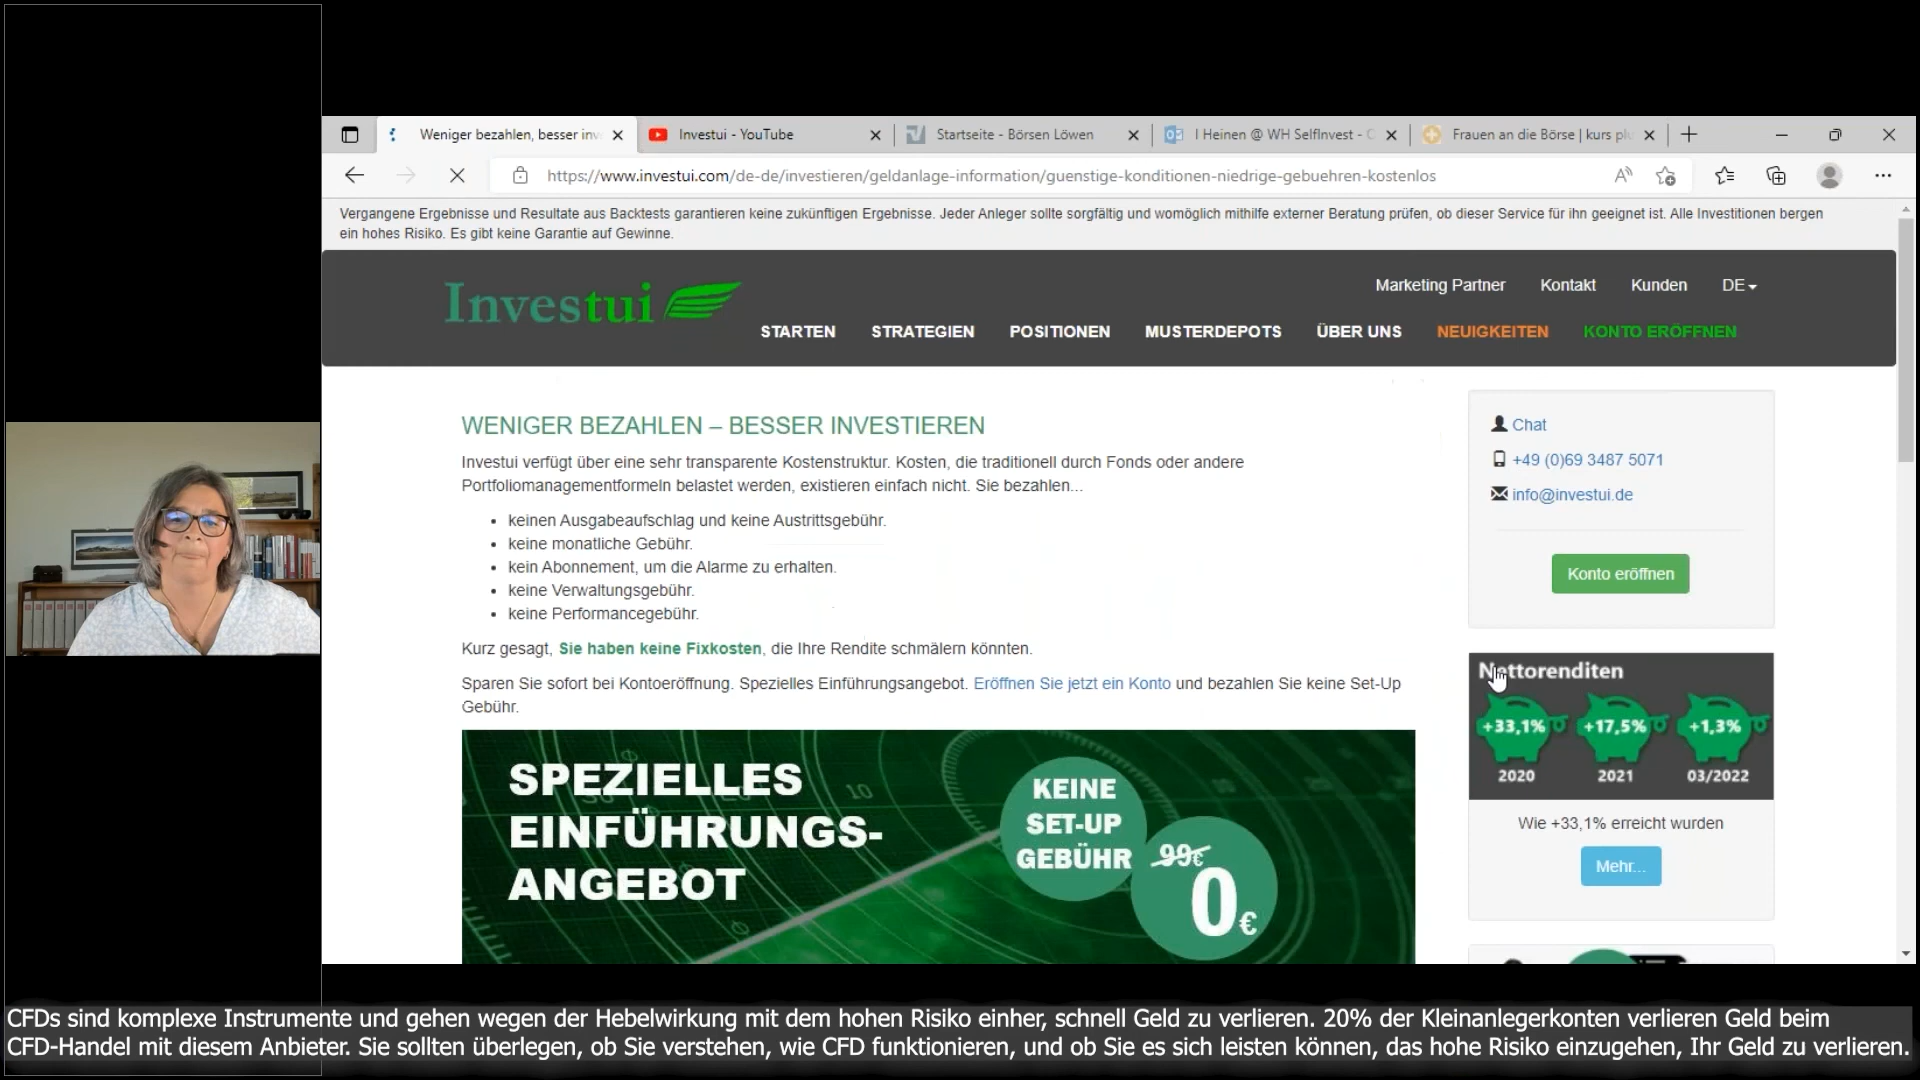 Weniger bezahlen, besser inv
Investui - YouTube
Startseite - Börsen Löwen
I Heinen @ WH SelfInvest - C
Frauen an die Börse | kurs plu
https://www.investui.com/de-de/investieren/geldanlage-information/guenstige-konditionen-niedrige-gebuehren-kostenlos
Vergangene Ergebnisse und Resultate aus Backtests garantieren keine zukünftigen Ergebnisse. Jeder Anleger sollte sorgfältig und womöglich mithilfe externer Beratung prüfen, ob dieser Service für ihn geeignet ist. Alle Investitionen bergen
ein hohes Risiko. Es gibt keine Garantie auf Gewinne.
Investui
Marketing Partner Kontakt Kunden DE
STARTEN STRATEGIEN POSITIONEN MUSTERDEPOTS ÜBER UNS NEUIGKEITEN KONTO ERÖFFNEN
WENIGER BEZAHLEN – BESSER INVESTIEREN
Investui verfügt über eine sehr transparente Kostenstruktur. Kosten, die traditionell durch Fonds oder andere
Portfoliomanagementformeln belastet werden, existieren einfach nicht. Sie bezahlen...
• keinen Ausgabeaufschlag und keine Austrittsgebühr.
• keine monatliche Gebühr.
• kein Abonnement, um die Alarme zu erhalten.
• keine Verwaltungsgebühr.
• keine Performancegebühr.
Kurz gesagt, Sie haben keine Fixkosten, die Ihre Rendite schmälern könnten.
Sparen Sie sofort bei Kontoeröffnung. Spezielles Einführungsangebot. Eröffnen Sie jetzt ein Konto und bezahlen Sie keine Set-Up
Gebühr.
SPEZIELLES
EINFÜHRUNGS-
ANGEBOT
10
KEINE
SET-UP
GEBÜHR
99€
0€
Chat
+49 (0)69 3487 5071
info@investui.de
Konto eröffnen
Nettorenditen
+33,1% +17,5% +1,3%
2020 2021 03/2022
Wie +33,1% erreicht wurden
Mehr...
CFDs sind komplexe Instrumente und gehen wegen der Hebelwirkung mit dem hohen Risiko einher, schnell Geld zu verlieren. 20% der Kleinanlegerkonten verlieren Geld beim
CFD-Handel mit diesem Anbieter. Sie sollten überlegen, ob Sie verstehen, wie CFD funktionieren, und ob Sie es sich leisten können, das hohe Risiko einzugehen, Ihr Geld zu verlieren.